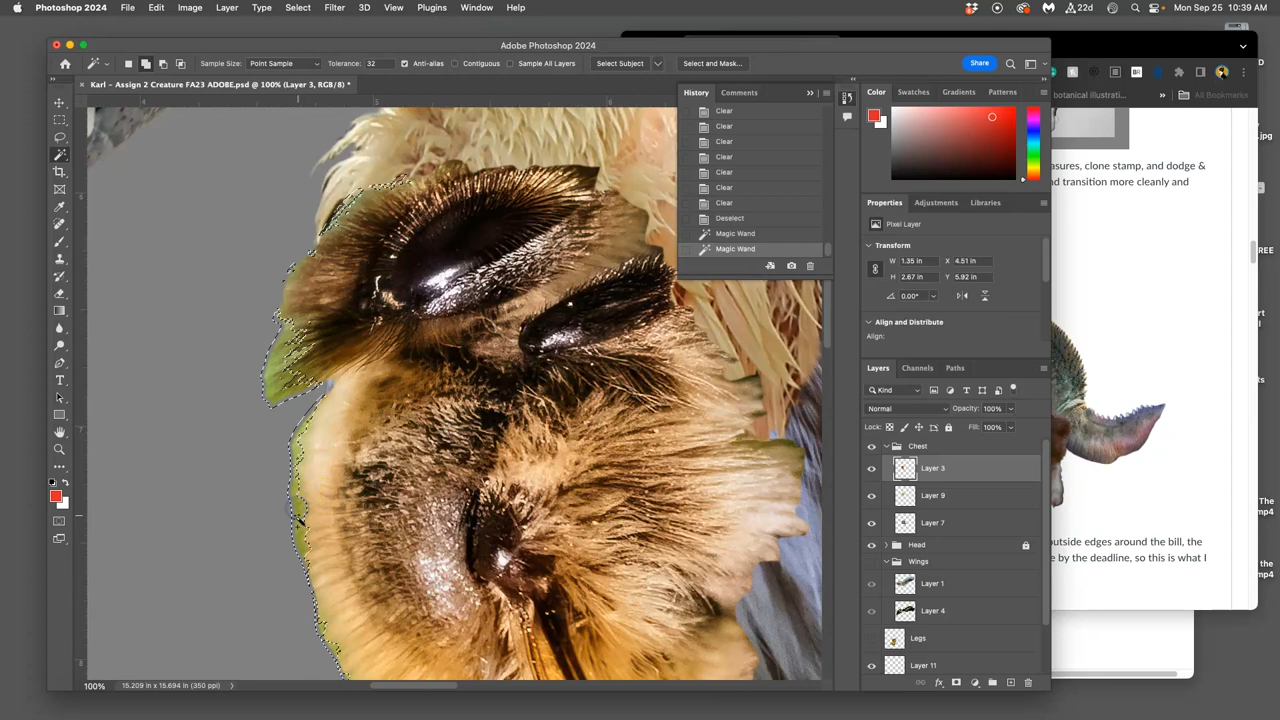 Photoshop 2024 File Edit Image Layer Type Select Filter 3D View Plugins Window Help 22d Mon Sep 25 10:39 AM
Adobe Photoshop 2024
Sample Size: Point Sample Tolerance: 32 Anti-alias Contiguous Sample All Layers Select Subject Select and Mask... Share
× Karl – Assign 2 Creature FA23 ADOBE.psd @ 100% (Layer 3, RGB/8) *
History Comments
Clear
Clear
Clear
Clear
Clear
Clear
Clear
Deselect
Magic Wand
Magic Wand
Color Swatches Gradients Patterns
Properties Adjustments Libraries
Pixel Layer
Transform
W 1.35 in X 4.51 in
H 2.67 in Y 5.92 in
0.00°
Align and Distribute
Align:
Layers Channels Paths
Kind
Normal Opacity: 100%
Lock: Fill: 100%
Chest
Layer 3
Layer 9
Layer 7
Head
Wings
Layer 1
Layer 4
Legs
Layer 11
100% 15.209 in x 15.694 in (350 ppi)
botanical illustrati... All Bookmarks
asures, clone stamp, and dodge &
nd transition more cleanly and
outside edges around the bill, the
e by the deadline, so this is what I
.jpg
REE
The
mp4
the
mp4